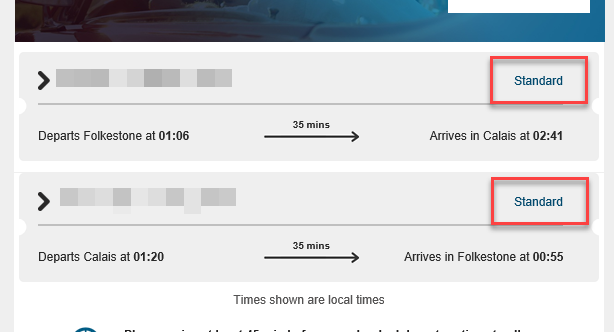 Standard
35 mins
Departs Folkestone at 01:06
Arrives in Calais at 02:41
Standard
35 mins
Departs Calais at 01:20
Arrives in Folkestone at 00:55
Times shown are local times